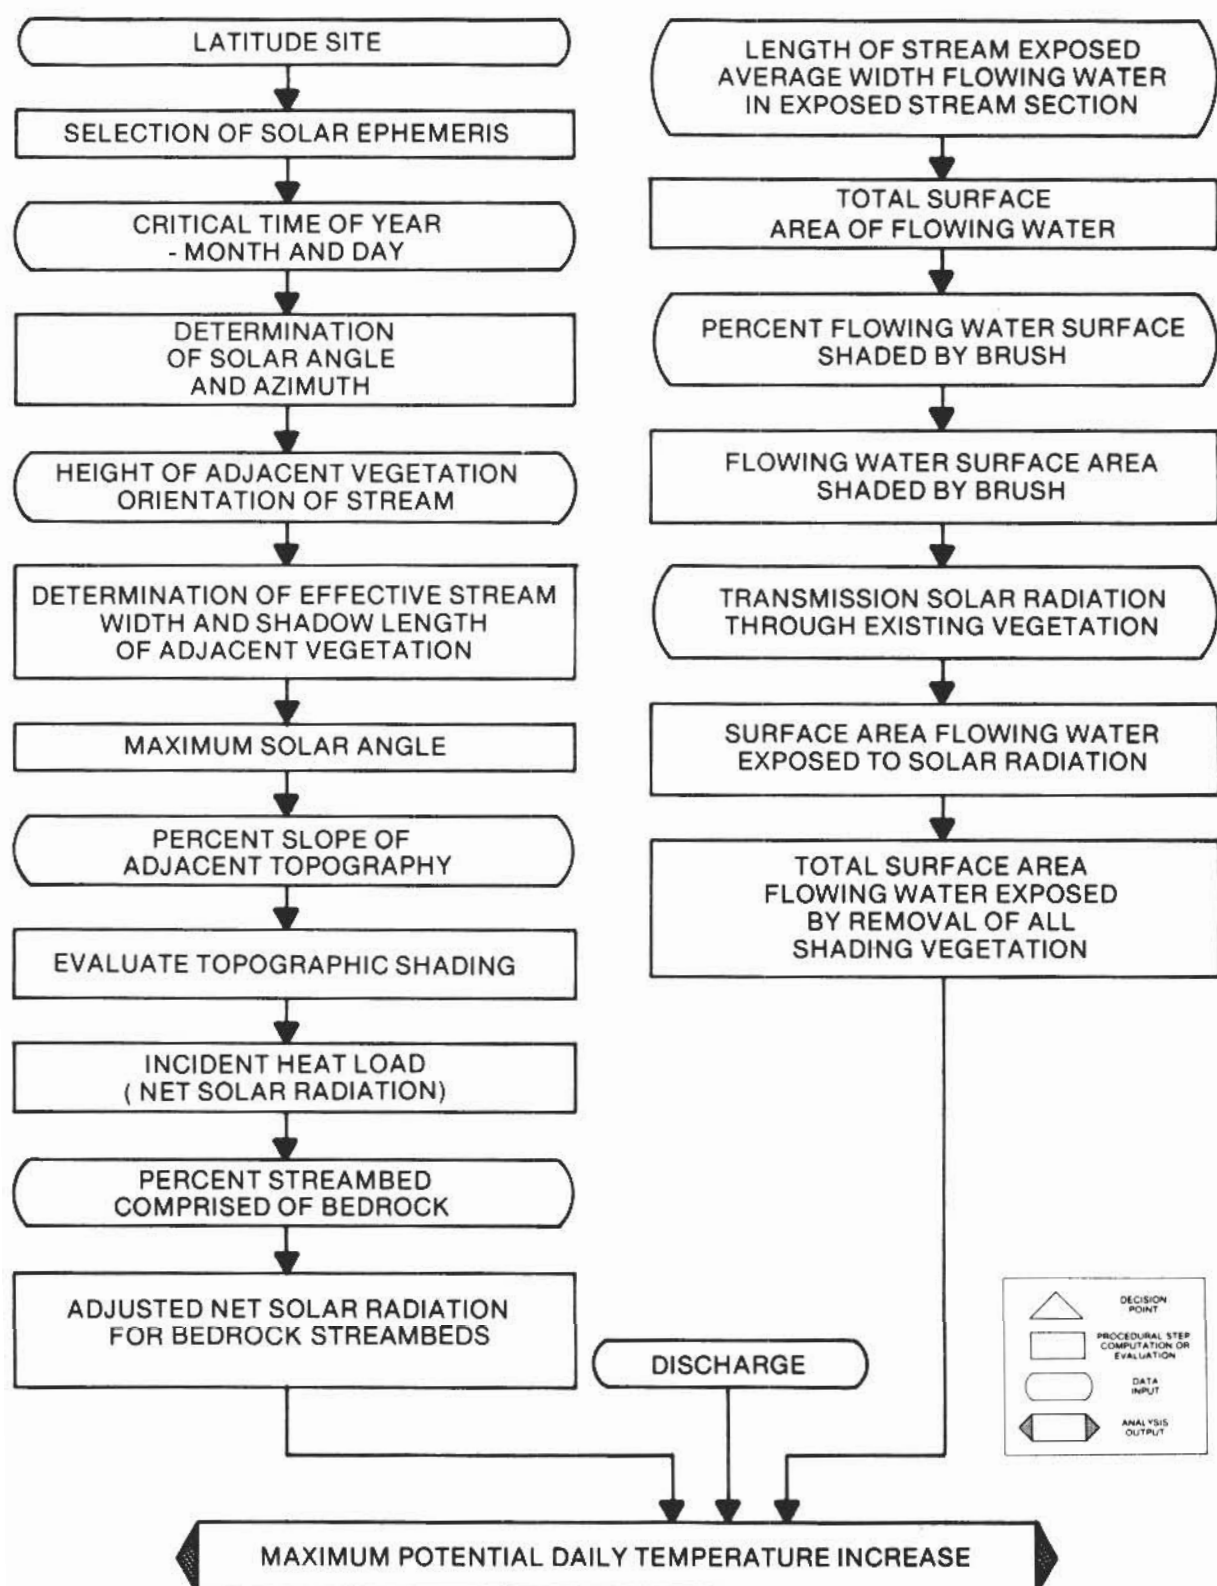 LATITUDE SITE
SELECTION OF SOLAR EPHEMERIS
CRITICAL TIME OF YEAR
- MONTH AND DAY
DETERMINATION
OF SOLAR ANGLE
AND AZIMUTH
HEIGHT OF ADJACENT VEGETATION
ORIENTATION OF STREAM
DETERMINATION OF EFFECTIVE STREAM
WIDTH AND SHADOW LENGTH
OF ADJACENT VEGETATION
MAXIMUM SOLAR ANGLE
PERCENT SLOPE OF
ADJACENT TOPOGRAPHY
EVALUATE TOPOGRAPHIC SHADING
INCIDENT HEAT LOAD
( NET SOLAR RADIATION)
PERCENT STREAMBED
COMPRISED OF BEDROCK
ADJUSTED NET SOLAR RADIATION
FOR BEDROCK STREAMBEDS
LENGTH OF STREAM EXPOSED
AVERAGE WIDTH FLOWING WATER
IN EXPOSED STREAM SECTION
TOTAL SURFACE
AREA OF FLOWING WATER
PERCENT FLOWING WATER SURFACE
SHADED BY BRUSH
FLOWING WATER SURFACE AREA
SHADED BY BRUSH
TRANSMISSION SOLAR RADIATION
THROUGH EXISTING VEGETATION
SURFACE AREA FLOWING WATER
EXPOSED TO SOLAR RADIATION
TOTAL SURFACE AREA
FLOWING WATER EXPOSED
BY REMOVAL OF ALL
SHADING VEGETATION
DISCHARGE
DECISION
POINT
PROCEDURAL STEP
COMPUTATION OR
EVALUATION
DATA
INPUT
ANALYSIS
OUTPUT
MAXIMUM POTENTIAL DAILY TEMPERATURE INCREASE